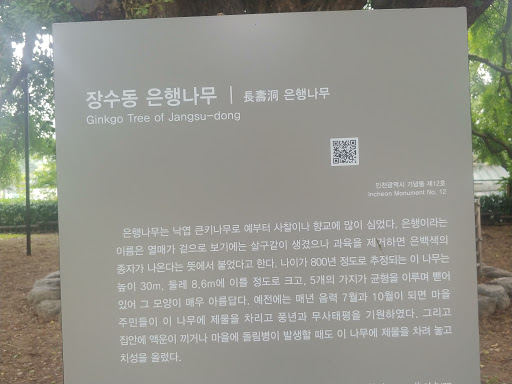 장수동 은행나무 | 長壽洞 은행나무
Ginkgo Tree of Jangsu-dong
인천광역시 기념물 제12호
Incheon Monument No. 12
은행나무는 낙엽 큰키나무로 예부터 사찰이나 향교에 많이 심었다. 은행이라는
이름은 열매가 겉으로 보기에는 살구같이 생겼으나 과육을 제거하면 은백색의
종자가 나온다는 뜻에서 붙었다고 한다. 나이가 800년 정도로 추정되는 이 나무는
높이 30m, 둘레 8.6m에 이를 정도로 크고, 5개의 가지가 균형을 이루며 뻗어
있어 그 모양이 매우 아름답다. 예전에는 매년 음력 7월과 10월이 되면 마을
주민들이 이 나무에 제물을 차리고 풍년과 무사태평을 기원하였다. 그리고
집안에 액운이 끼거나 마을에 돌림병이 발생할 때도 이 나무에 제물을 차려 놓고
치성을 올렸다.